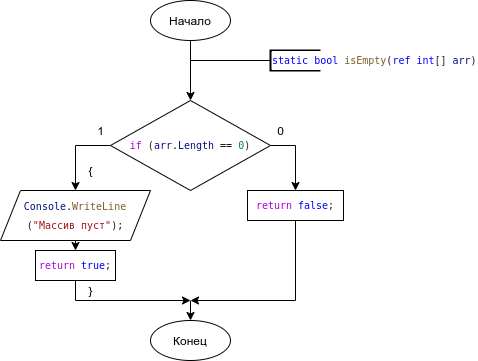 Начало
static bool isEmpty(ref int[] arr)
1
0
if (arr.Length == 0)
{
Console.WriteLine
("Массив пуст");
return false;
return true;
}
Конец